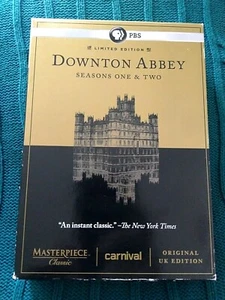 PBS
LIMITED EDITION
DOWNTON ABBEY
SEASONS ONE & TWO
"An instant classic." –The New York Times
MASTERPIECE Classic
carnival
ORIGINAL UK EDITION